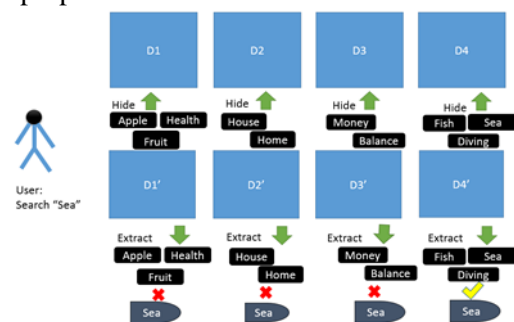 D1 D2 D3 D4
Hide Hide Hide Hide
Apple Health House Money Fish Sea
Fruit Home Balance Diving
D1' D2' D3' D4'
User:
Search "Sea"
Extract Extract Extract Extract
Apple Health House Money Fish Sea
Fruit Home Balance Diving
Sea Sea Sea Sea